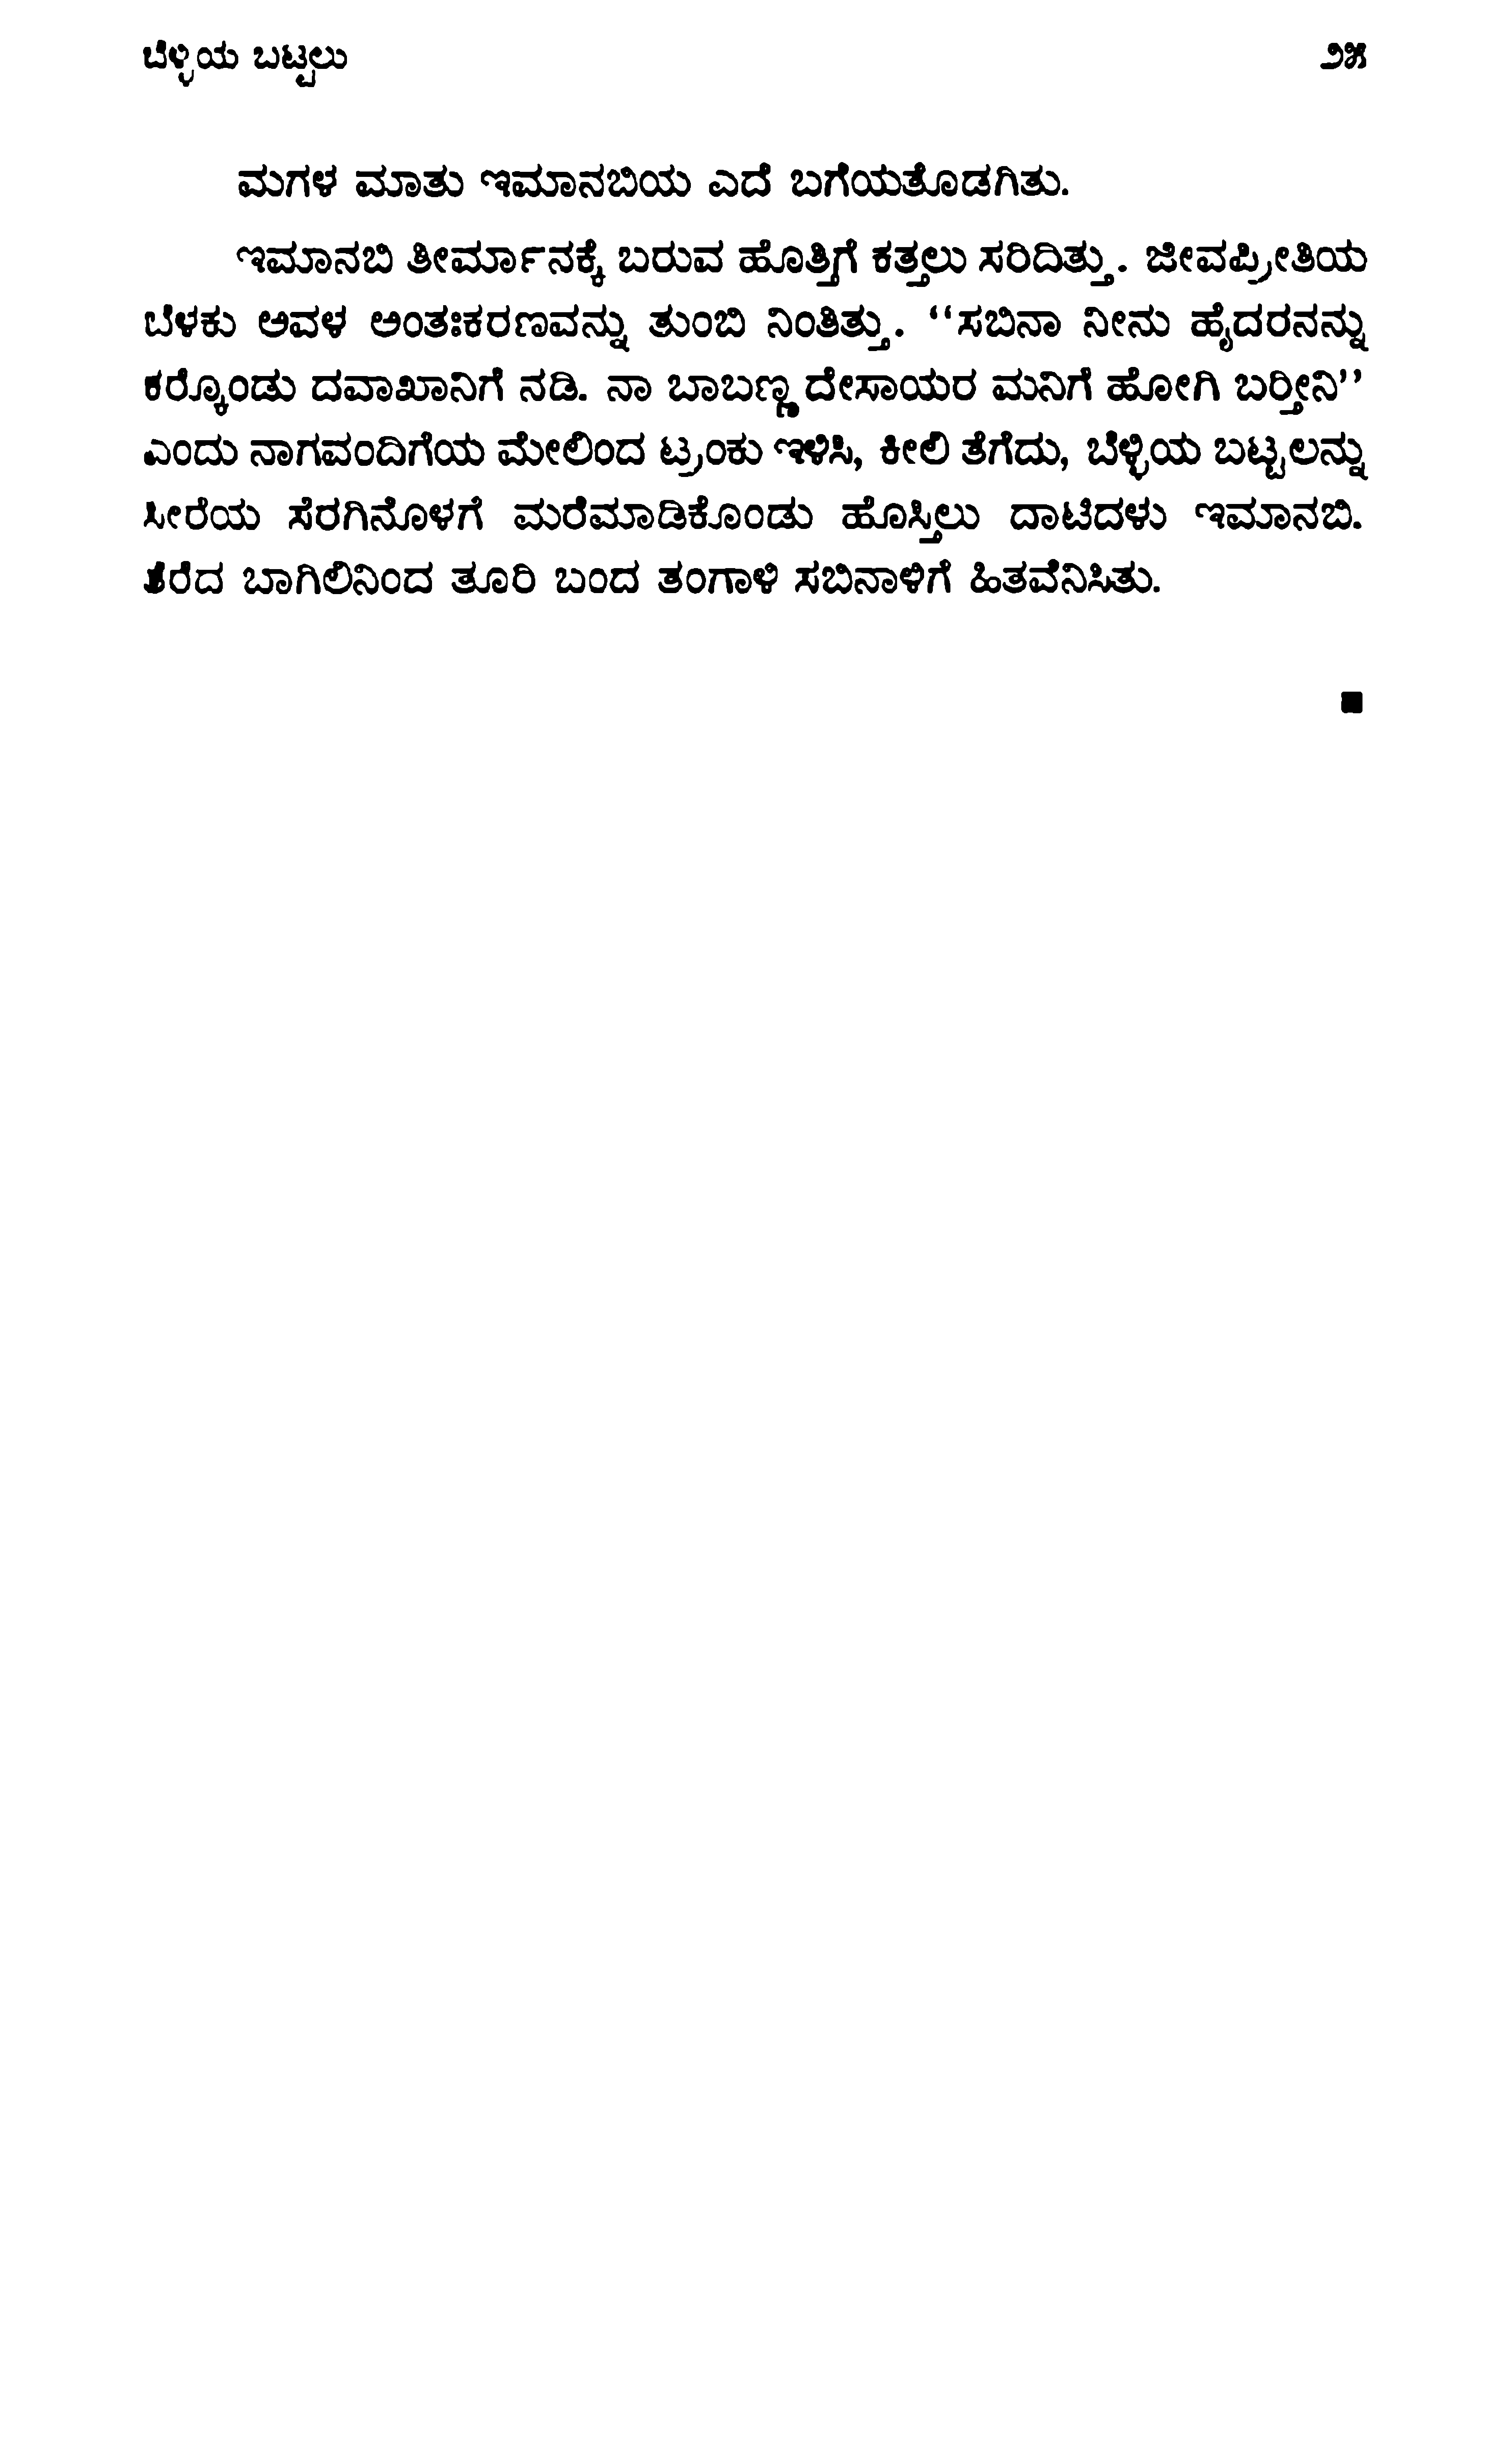 ಬೆಳ್ಳಿಯ ಬಟ್ಟಲು ೨೫
ಮಗಳ ಮಾತು ಇಮಾನಬಿಯ ಎದೆ ಬಗೆಯತೊಡಗಿತು.
ಇಮಾನಬಿ ತೀರ್ಮಾನಕ್ಕೆ ಬರುವ ಹೊತ್ತಿಗೆ ಕತ್ತಲು ಸರಿದಿತ್ತು. ಜೀವಪ್ರೀತಿಯ
ಬೆಳಕು ಅವಳ ಅಂತಃಕರಣವನ್ನು ತುಂಬಿ ನಿಂತಿತ್ತು. “ಸಬಿನಾ ನೀನು ಹೈದರನನ್ನು
ಕರ‍್ಕೊಂಡು ದವಾಖಾನಿಗೆ ನಡಿ. ನಾ ಬಾಬಣ್ಣ ದೇಸಾಯರ ಮನಿಗೆ ಹೋಗಿ ಬರ‍್ತೀನಿ”
ಎಂದು ನಾಗವಂದಿಗೆಯ ಮೇಲಿಂದ ಟ್ರಂಕು ಇಳಿಸಿ, ಕೀಲಿ ತೆಗೆದು, ಬೆಳ್ಳಿಯ ಬಟ್ಟಲನ್ನು
ಸೀರೆಯ ಸೆರಗಿನೊಳಗೆ ಮರೆಮಾಡಿಕೊಂಡು ಹೊಸ್ತಿಲು ದಾಟಿದಳು ಇಮಾನಬಿ.
ತೆರೆದ ಬಾಗಿಲಿನಿಂದ ತೂರಿ ಬಂದ ತಂಗಾಳಿ ಸಬಿನಾಳಿಗೆ ಹಿತವೆನಿಸಿತು.